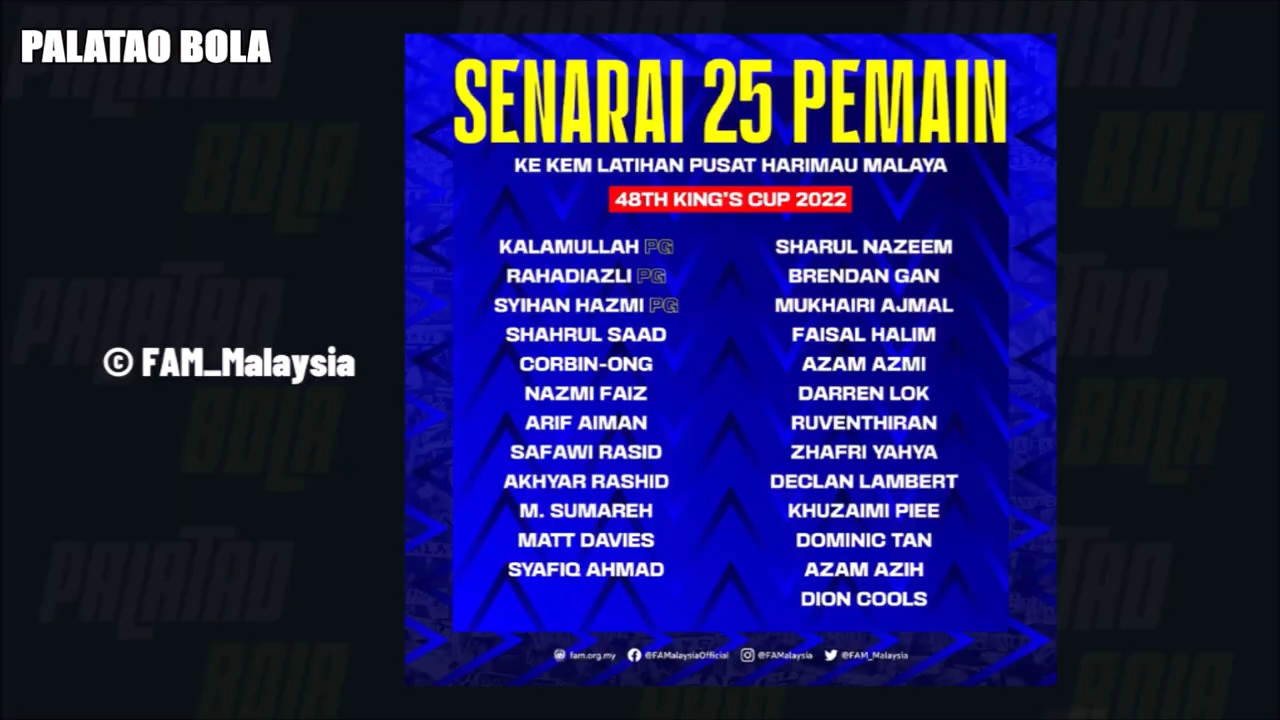 PALATAO BOLA
© FAM_Malaysia
SENARAI 25 PEMAIN
KE KEM LATIHAN PUSAT HARIMAU MALAYA
48TH KING'S CUP 2022
KALAMULLAH PG
RAHADIAZLI PG
SYIHAN HAZMI PG
SHAHRUL SAAD
CORBIN-ONG
NAZMI FAIZ
ARIF AIMAN
SAFAWI RASID
AKHYAR RASHID
M. SUMAREH
MATT DAVIES
SYAFIQ AHMAD
SHARUL NAZEEM
BRENDAN GAN
MUKHAIRI AJMAL
FAISAL HALIM
AZAM AZMI
DARREN LOK
RUVENTHIRAN
ZHAFRI YAHYA
DECLAN LAMBERT
KHUZAIMI PIEE
DOMINIC TAN
AZAM AZIH
DION COOLS
fam.org.my @FAMalaysiaOfficial @FAMalaysia @FAM_Malaysia